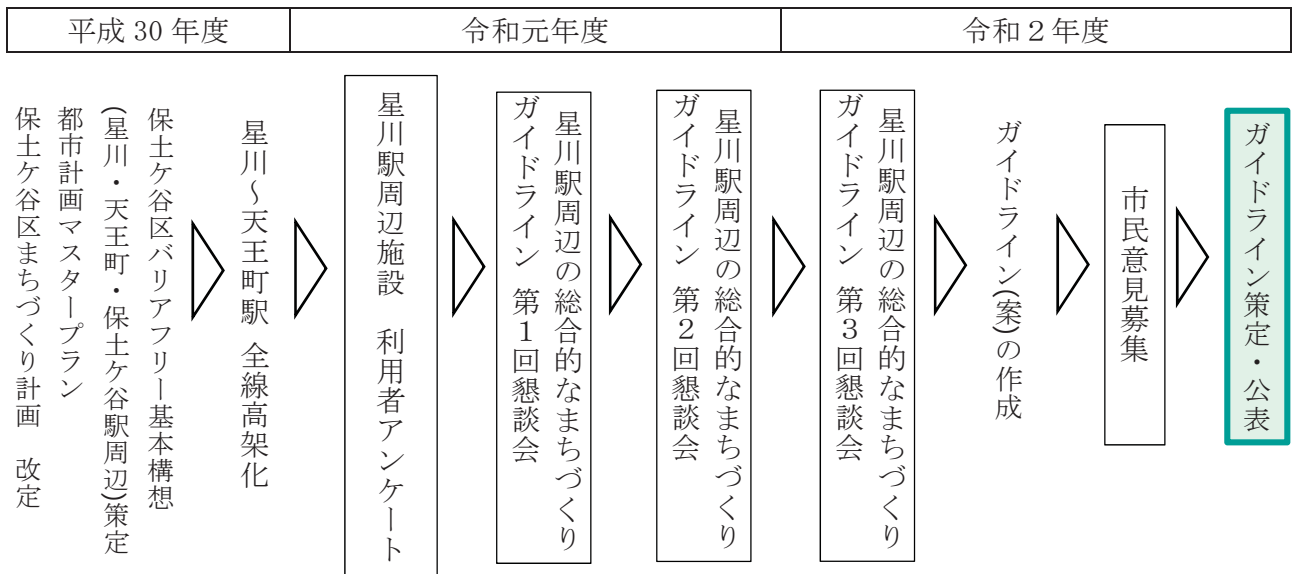 平成 30 年度
令和元年度
令和２年度
保土ケ谷区バリアフリー基本構想
(星川・天王町・保土ケ谷駅周辺)策定
都市計画マスタープラン
保土ケ谷区まちづくり計画　改定
星川～天王町駅 全線高架化
星川駅周辺施設　利用者アンケート
星川駅周辺の総合的なまちづくり
ガイドライン 第１回懇談会
星川駅周辺の総合的なまちづくり
ガイドライン 第２回懇談会
星川駅周辺の総合的なまちづくり
ガイドライン 第３回懇談会
ガイドライン(案)の作成
市民意見募集
ガイドライン策定・公表